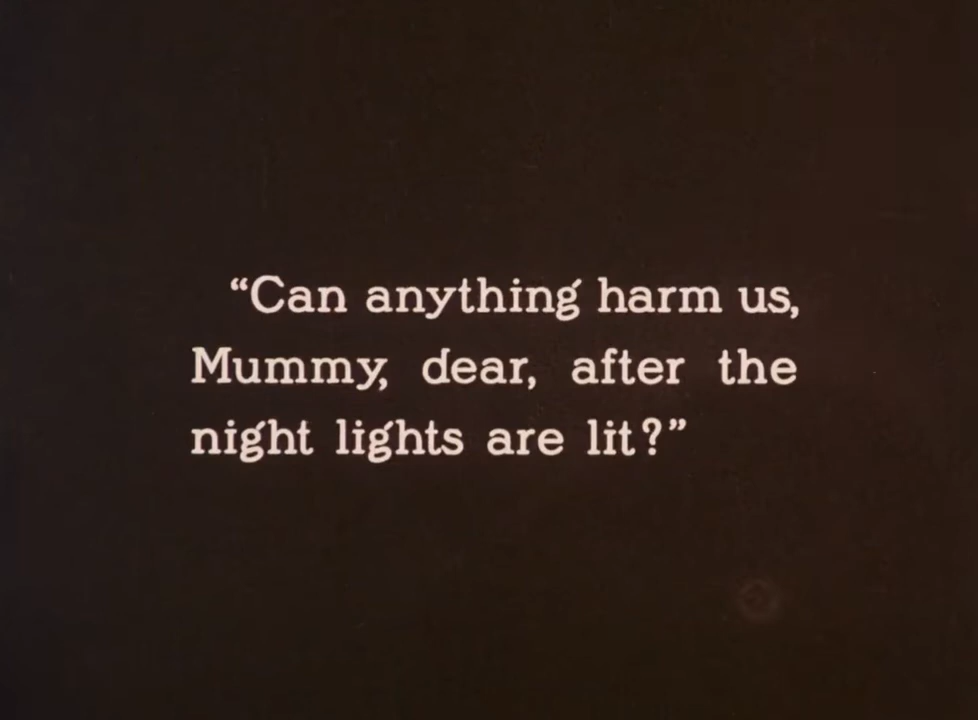 “Can anything harm us,
Mummy, dear, after the
night lights are lit?”